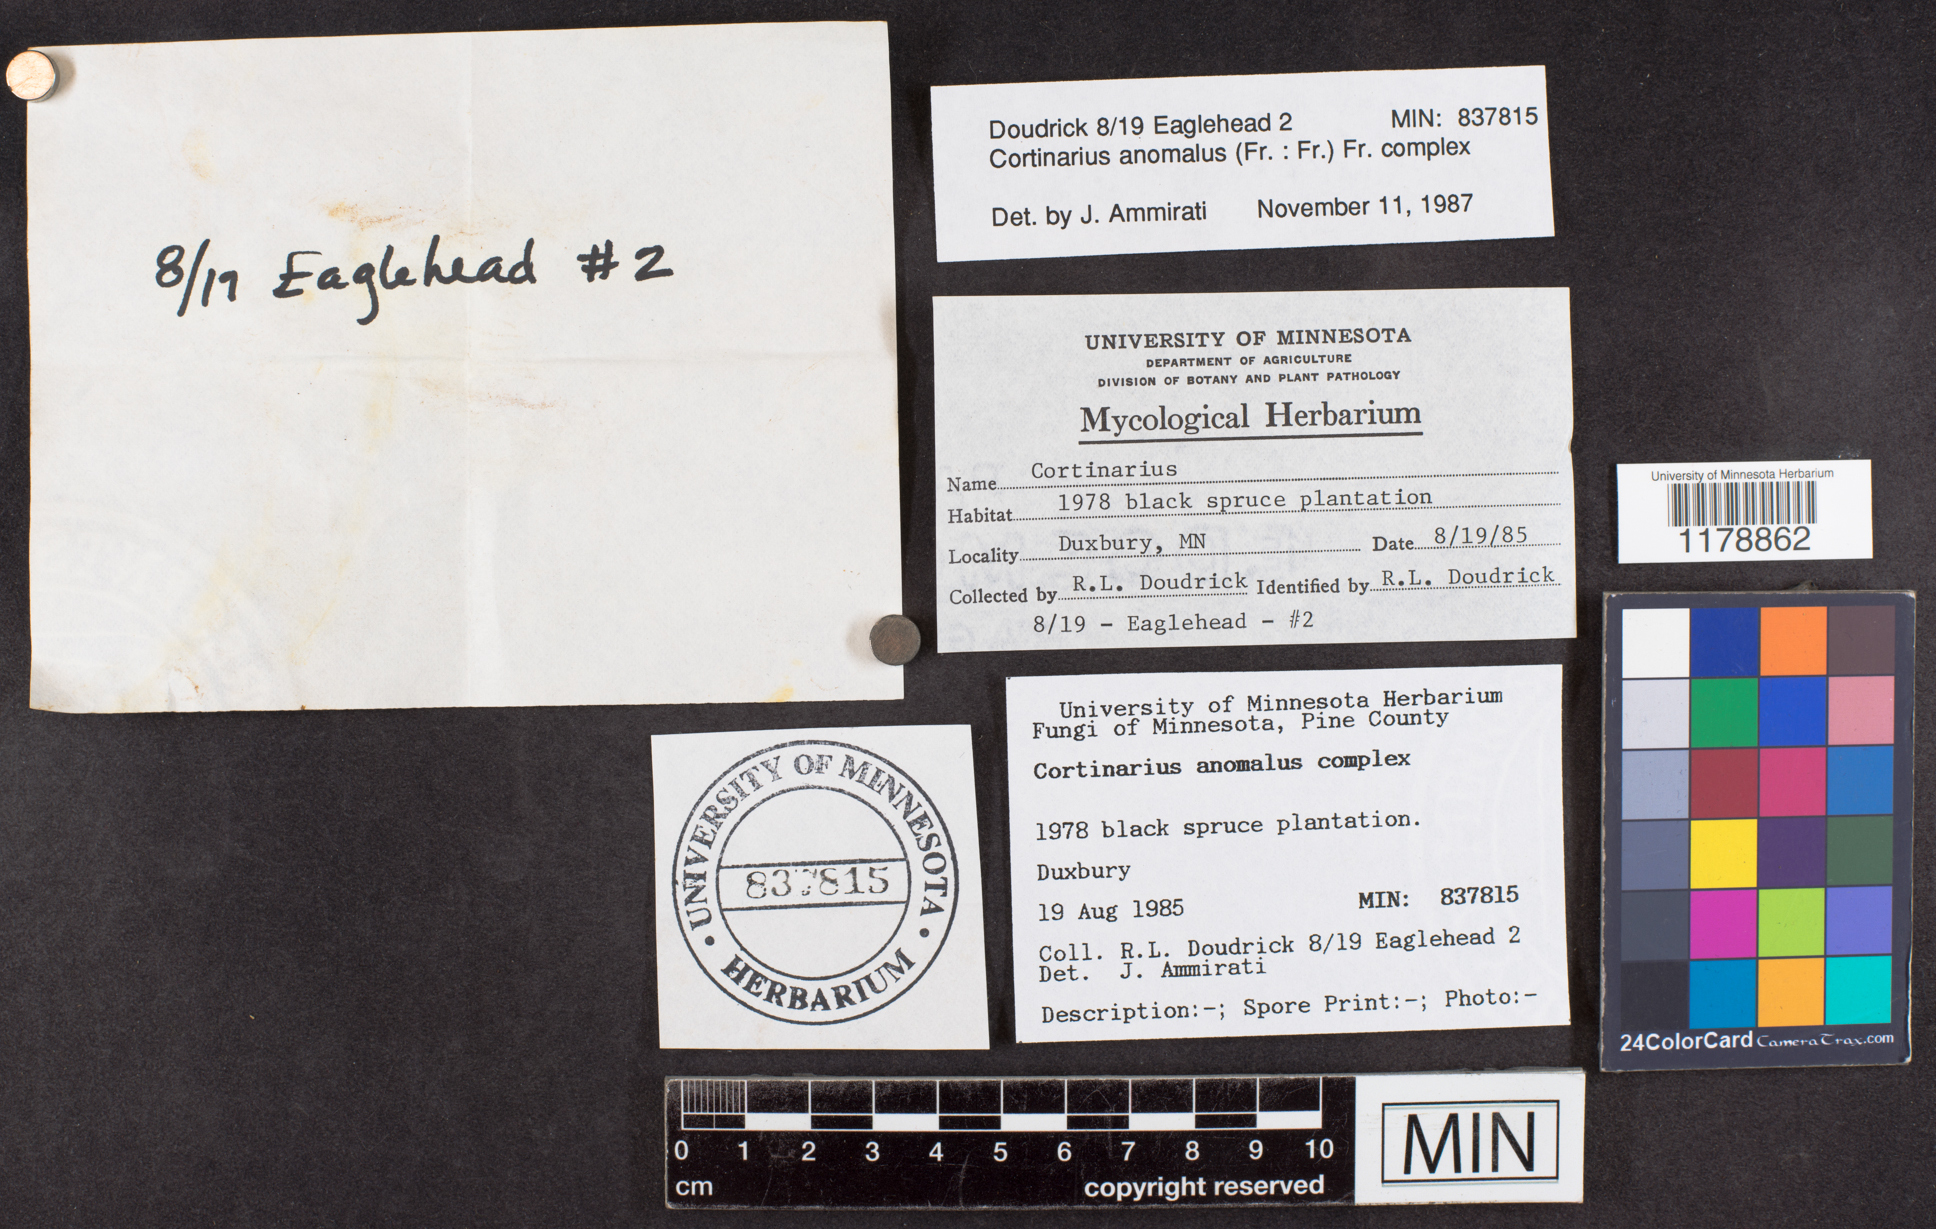 8/19 Eaglehead #2
Doudrick 8/19 Eaglehead 2 MIN: 837815
Cortinarius anomalus (Fr. : Fr.) Fr. complex
Det. by J. Ammirati November 11, 1987
UNIVERSITY OF MINNESOTA
DEPARTMENT OF AGRICULTURE
DIVISION OF BOTANY AND PLANT PATHOLOGY
Mycological Herbarium
Name Cortinarius
Habitat 1978 black spruce plantation
Locality Duxbury, MN Date 8/19/85
Collected by R.L. Doudrick Identified by R.L. Doudrick
8/19 - Eaglehead - #2
University of Minnesota Herbarium
1178862
University of Minnesota Herbarium
Fungi of Minnesota, Pine County
Cortinarius anomalus complex
1978 black spruce plantation.
Duxbury
19 Aug 1985 MIN: 837815
Coll. R.L. Doudrick 8/19 Eaglehead 2
Det. J. Ammirati
Description:-; Spore Print:-; Photo:-
UNIVERSITY OF MINNESOTA
837815
HERBARIUM
24ColorCard CameraTrax.com
0 1 2 3 4 5 6 7 8 9 10
cm copyright reserved
MIN